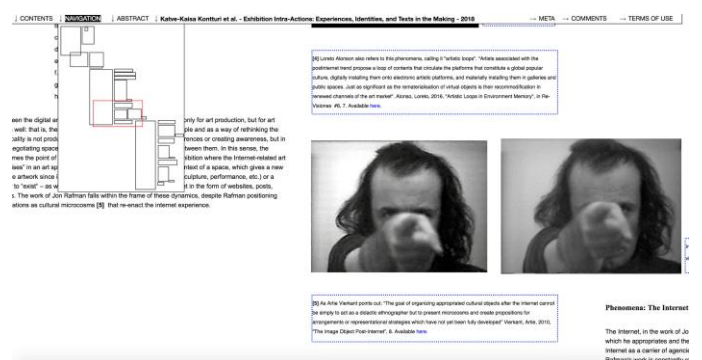 ↓ CONTENTS ↓ NAVIGATION ↓ ABSTRACT ↓ Katve-Kaisa Kontturi et al. - Exhibition Intra-Actions: Experiences, Identities, and Texts in the Making - 2018 → META → COMMENTS → TERMS OF USE
[4] Loreto Alonson also refers to this phenomena, calling it "artistic loops". "Artists associated with the
postinternet trend propose a loop of contents that circulate the platforms that constitute a global popular
culture, digitally installing them onto electronic artistic platforms, and materially installing them in galleries and
public spaces. Just as significant as the rematerialisation of virtual objects is their recommodification in
renewed channels of the art market". Alonso, Loreto, 2016, "Artistic Loops in Environment Memory", in Re-
Visiones #6, 7. Available here.
een the digital ar only for art production, but for art
well: that is, the ple and as a way of rethinking the
ality is not produ rences or creating awareness, but in
egotiating space tween them. In this sense, the
mes the point of ibition where the Internet-related art
ises" in an art sp ntext of a space, which gives a new
e artwork since i culpture, performance, etc.) or a
to "exist" – as w t in the form of websites, posts,
s. The work of Jon Rafman falls within the frame of these dynamics, despite Rafman positioning
ations as cultural microcosms [5] that re-enact the internet experience.
[5] As Artie Vierkant points out: "The goal of organizing appropriated cultural objects after the internet cannot
be simply to act as a didactic ethnographer but to present microcosms and create propositions for
arrangements or representational strategies which have not yet been fully developed" Vierkant, Artie, 2010,
"The Image Object Post-Internet", 6. Available here.
Phenomena: The Internet
The Internet, in the work of Jo
which he appropriates and the
Internet as a carrier of agencie